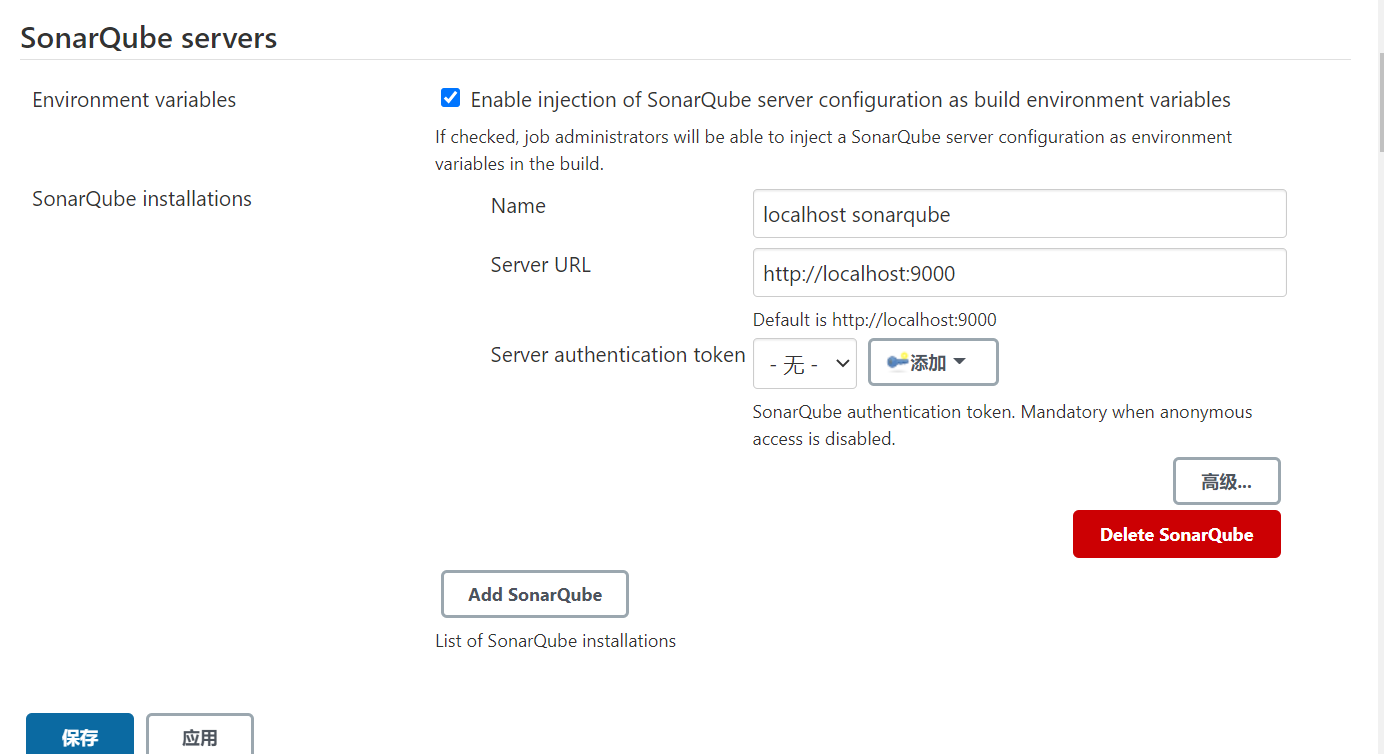 SonarQube servers
Environment variables
Enable injection of SonarQube server configuration as build environment variables
If checked, job administrators will be able to inject a SonarQube server configuration as environment
variables in the build.
SonarQube installations
Name
localhost sonarqube
Server URL
http://localhost:9000
Default is http://localhost:9000
Server authentication token
- 无 -
添加
SonarQube authentication token. Mandatory when anonymous
access is disabled.
高级...
Delete SonarQube
Add SonarQube
List of SonarQube installations
保存
应用